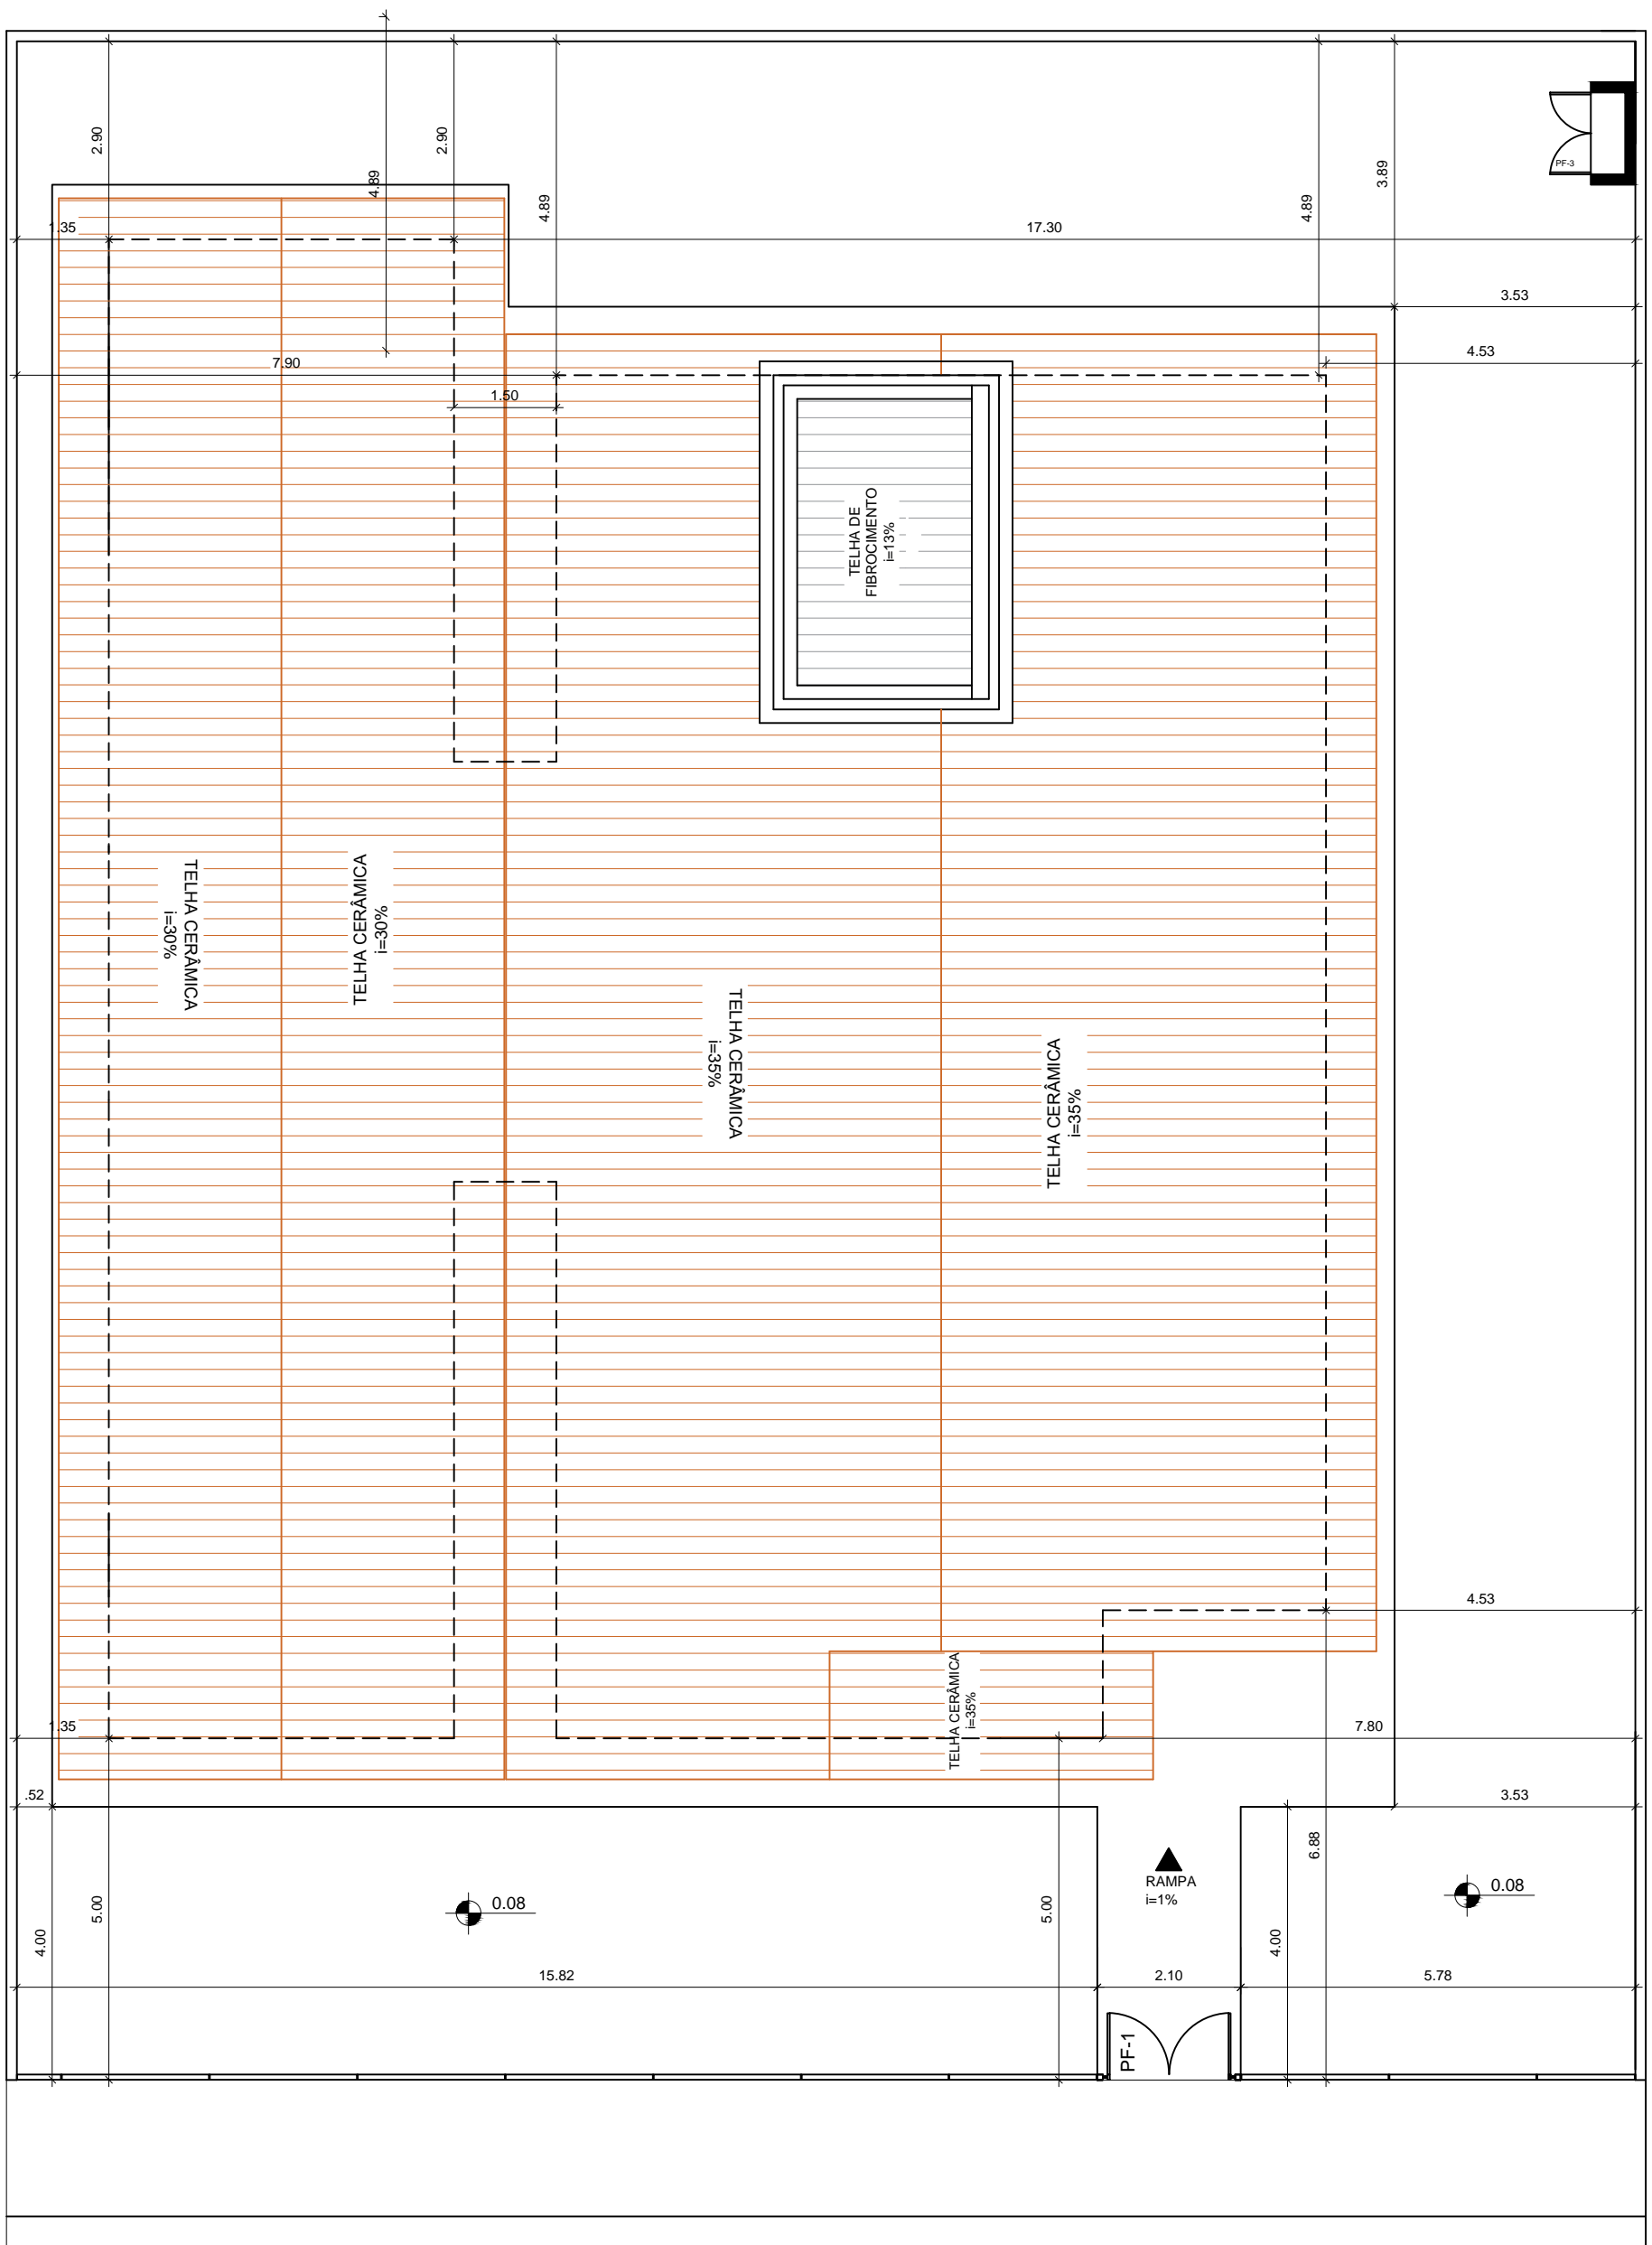 2.90
2.90
4.89
4.89
4.89
3.89
PF-3
1.35
17.30
3.53
7.90
4.53
1.50
TELHA DE
FIBROCIMENTO
i=13%
TELHA CERÂMICA
i=30%
TELHA CERÂMICA
i=30%
TELHA CERÂMICA
i=35%
TELHA CERÂMICA
i=35%
4.53
TELHA CERÂMICA
i=35%
1.35
7.80
.52
3.53
6.88
RAMPA
i=1%
0.08
0.08
4.00
5.00
5.00
4.00
15.82
2.10
5.78
PF-1